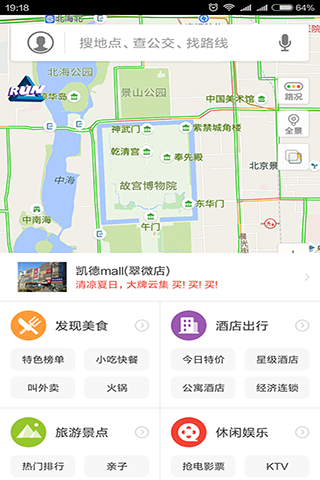 19:18
64%
北海北
搜地点、查公交、找路线
北海公园
RUN
琼华岛
景山公园
中国美术馆
路况
神武门
紫禁城角楼
全景
乾清宫
奉先殿
北京景
中海
故宫博物院
东华门
中南海
午门
晨光街
凯德mall(翠微店)
清凉夏日，大牌云集 买! 买! 买!
发现美食
酒店出行
特色榜单
小吃快餐
今日特价
星级酒店
叫外卖
火锅
公寓酒店
经济连锁
旅游景点
休闲娱乐
热门排行
亲子
抢电影票
KTV